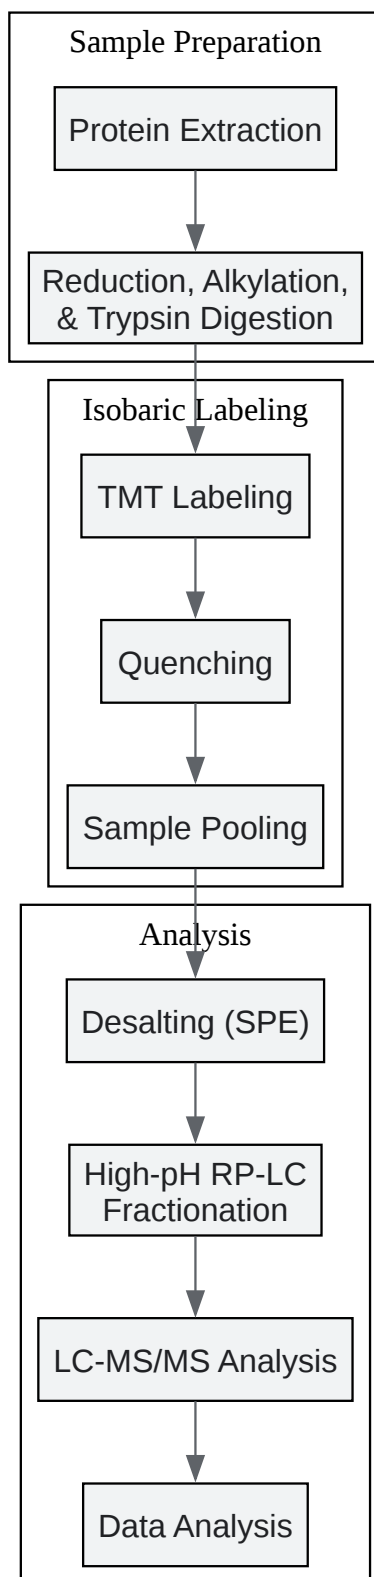 Sample Preparation
Protein Extraction
Reduction, Alkylation,
& Trypsin Digestion
Isobaric Labeling
TMT Labeling
Quenching
Sample Pooling
Analysis
Desalting (SPE)
High-pH RP-LC
Fractionation
LC-MS/MS Analysis
Data Analysis